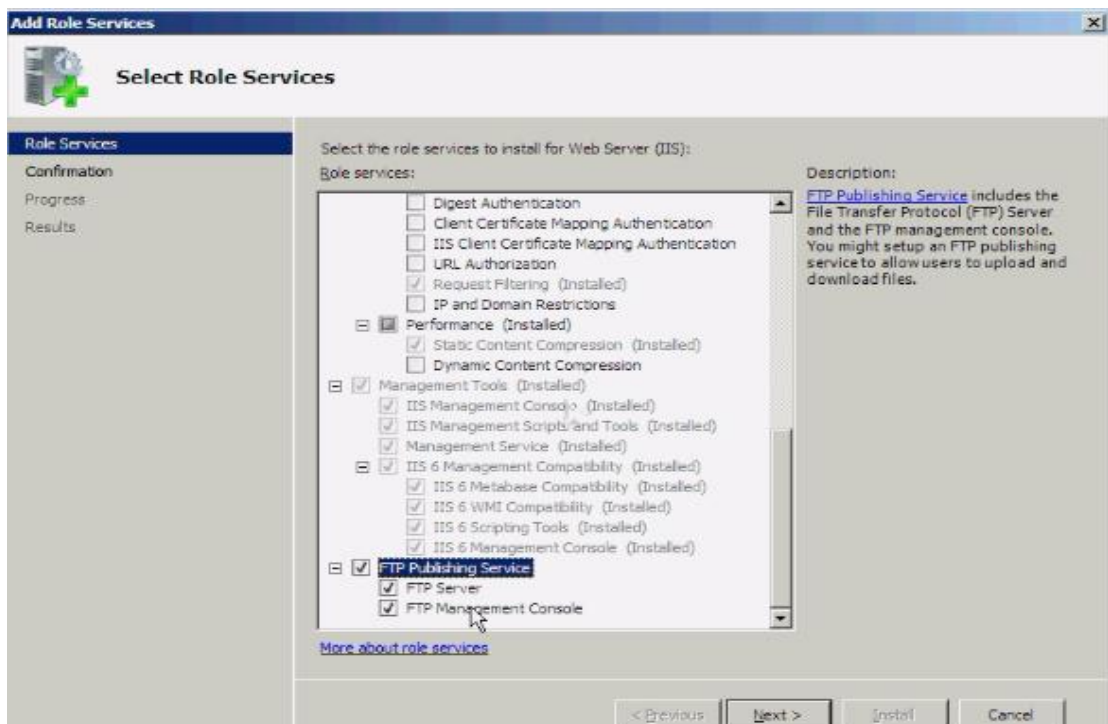 Add Role Services
Select Role Services
Role Services
Confirmation
Progress
Results
Select the role services to install for Web Server (IIS):
Role services:
Digest Authentication
Client Certificate Mapping Authentication
IIS Client Certificate Mapping Authentication
URL Authorization
Request Filtering (Installed)
IP and Domain Restrictions
Performance (Installed)
Static Content Compression (Installed)
Dynamic Content Compression
Management Tools (Installed)
IIS Management Console (Installed)
IIS Management Scripts and Tools (Installed)
Management Service (Installed)
IIS 6 Management Compatibility (Installed)
IIS 6 Metabase Compatibility (Installed)
IIS 6 WMI Compatibility (Installed)
IIS 6 Scripting Tools (Installed)
IIS 6 Management Console (Installed)
FTP Publishing Service
FTP Server
FTP Management Console
More about role services
Description:
FTP Publishing Service includes the
File Transfer Protocol (FTP) Server
and the FTP management console.
You might setup an FTP publishing
service to allow users to upload and
download files.
< Previous
Next >
Install
Cancel